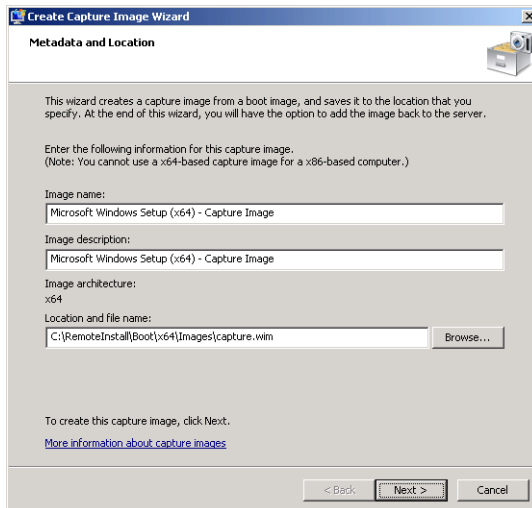 Create Capture Image Wizard
Metadata and Location
This wizard creates a capture image from a boot image, and saves it to the location that you
specify. At the end of this wizard, you will have the option to add the image back to the server.
Enter the following information for this capture image.
(Note: You cannot use a x64-based capture image for a x86-based computer.)
Image name:
Microsoft Windows Setup (x64) - Capture Image
Image description:
Microsoft Windows Setup (x64) - Capture Image
Image architecture:
x64
Location and file name:
C:\RemoteInstall\Boot\x64\Images\capture.wim
Browse...
To create this capture image, click Next.
More information about capture images
< Back Next > Cancel